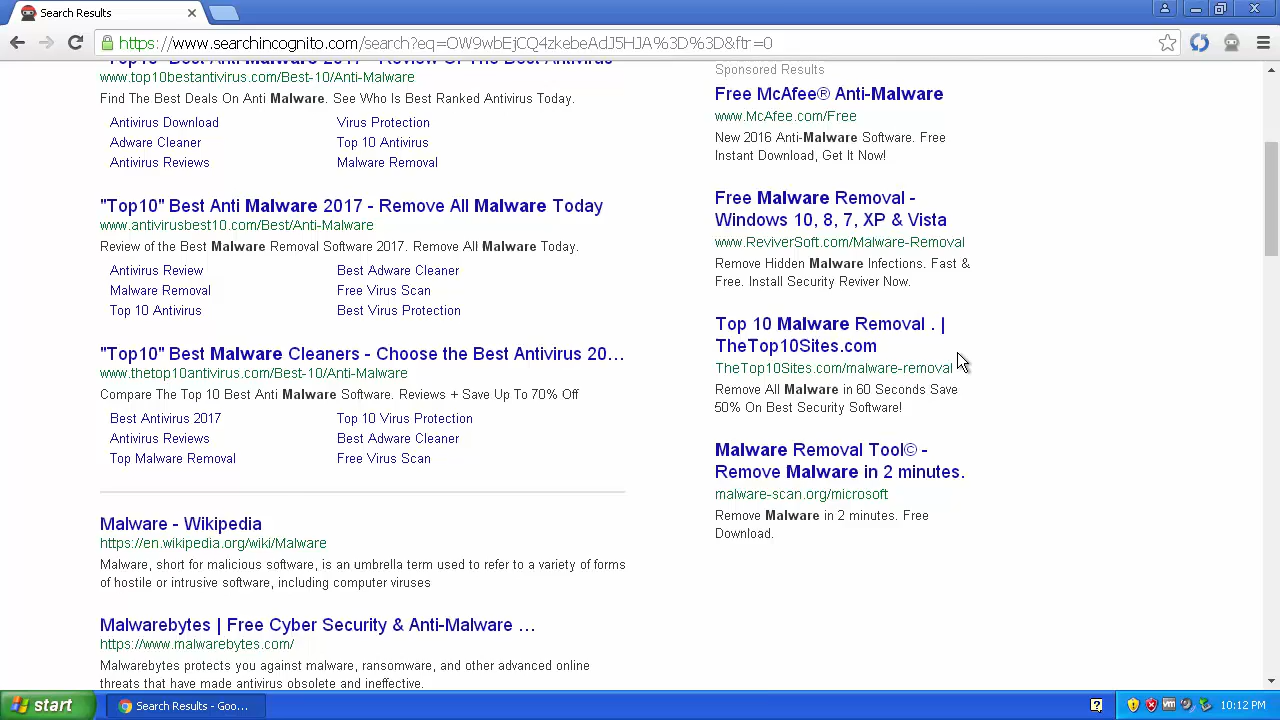 Search Results
https://www.searchincognito.com/search?eq=OW9wbEjCQ4zksbeAdJ5HJA%3D%3D&ftr=0
"Top10" Best Anti Malware 2017 - Review Of The Best Antivirus
www.top10bestantivirus.com/Best-10/Anti-Malware
Find The Best Deals On Anti Malware. See Who Is Best Ranked Antivirus Today.
Antivirus Download
Virus Protection
Adware Cleaner
Top 10 Antivirus
Antivirus Reviews
Malware Removal
"Top10" Best Anti Malware 2017 - Remove All Malware Today
www.antivirusbest10.com/Best/Anti-Malware
Review of the Best Malware Removal Software 2017. Remove All Malware Today.
Antivirus Review
Best Adware Cleaner
Malware Removal
Free Virus Scan
Top 10 Antivirus
Best Virus Protection
"Top10" Best Malware Cleaners - Choose the Best Antivirus 20...
www.thetop10antivirus.com/Best-10/Anti-Malware
Compare The Top 10 Best Anti Malware Software. Reviews + Save Up To 70% Off
Best Antivirus 2017
Top 10 Virus Protection
Antivirus Reviews
Best Adware Cleaner
Top Malware Removal
Free Virus Scan
Malware - Wikipedia
https://en.wikipedia.org/wiki/Malware
Malware, short for malicious software, is an umbrella term used to refer to a variety of forms
of hostile or intrusive software, including computer viruses
Malwarebytes | Free Cyber Security & Anti-Malware ...
https://www.malwarebytes.com/
Malwarebytes protects you against malware, ransomware, and other advanced online
threats that have made antivirus obsolete and ineffective.
Sponsored Results
Free McAfee® Anti-Malware
www.McAfee.com/Free
New 2016 Anti-Malware Software. Free
Instant Download, Get It Now!
Free Malware Removal -
Windows 10, 8, 7, XP & Vista
www.ReviverSoft.com/Malware-Removal
Remove Hidden Malware Infections. Fast &
Free. Install Security Reviver Now.
Top 10 Malware Removal . |
TheTop10Sites.com
TheTop10Sites.com/malware-removal
Remove All Malware in 60 Seconds Save
50% On Best Security Software!
Malware Removal Tool© -
Remove Malware in 2 minutes.
malware-scan.org/microsoft
Remove Malware in 2 minutes. Free
Download.
start
Search Results - Goo...
10:12 PM